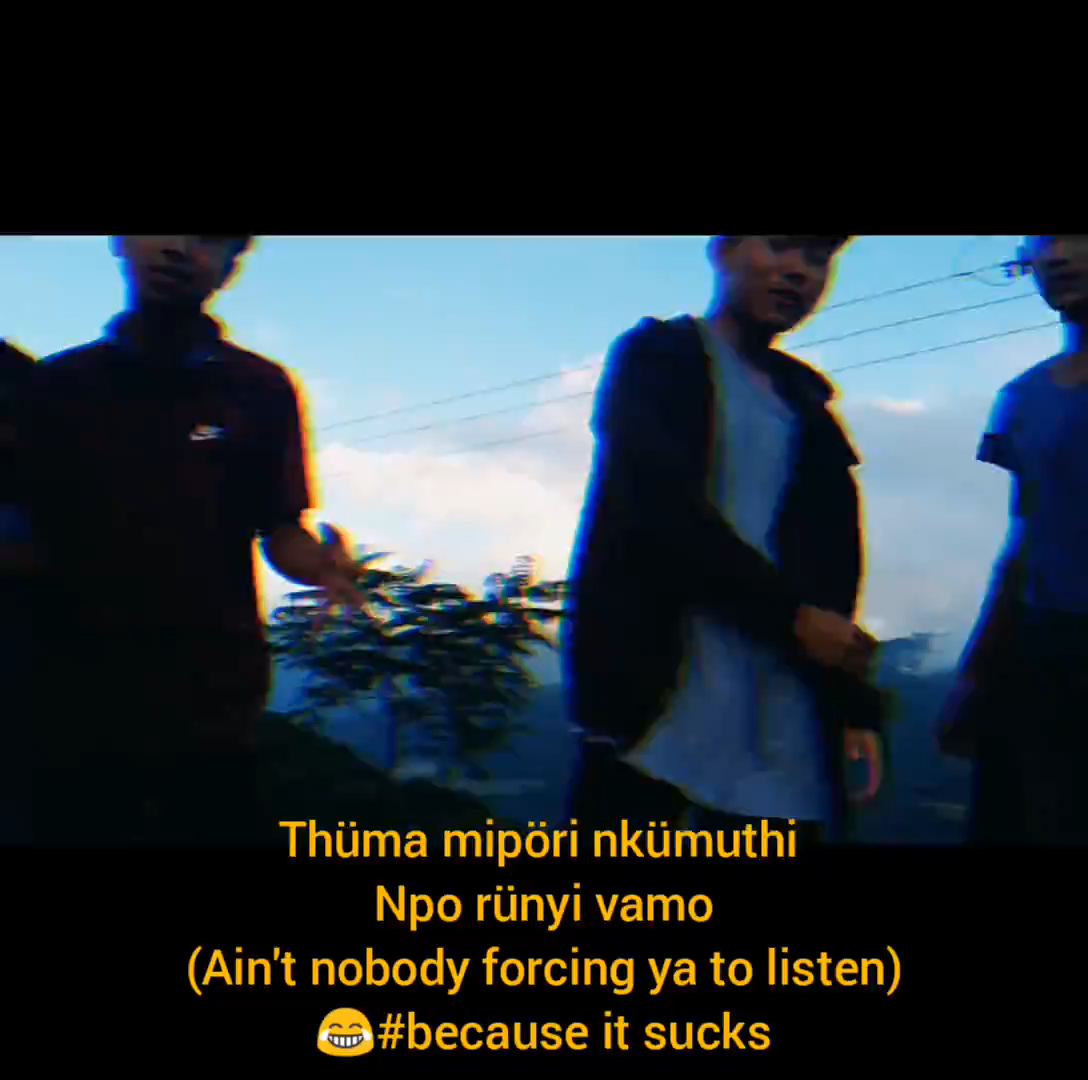 Thüma mipöri nkümuthi
Npo rünyi vamo
(Ain't nobody forcing ya to listen)
😂#because it sucks